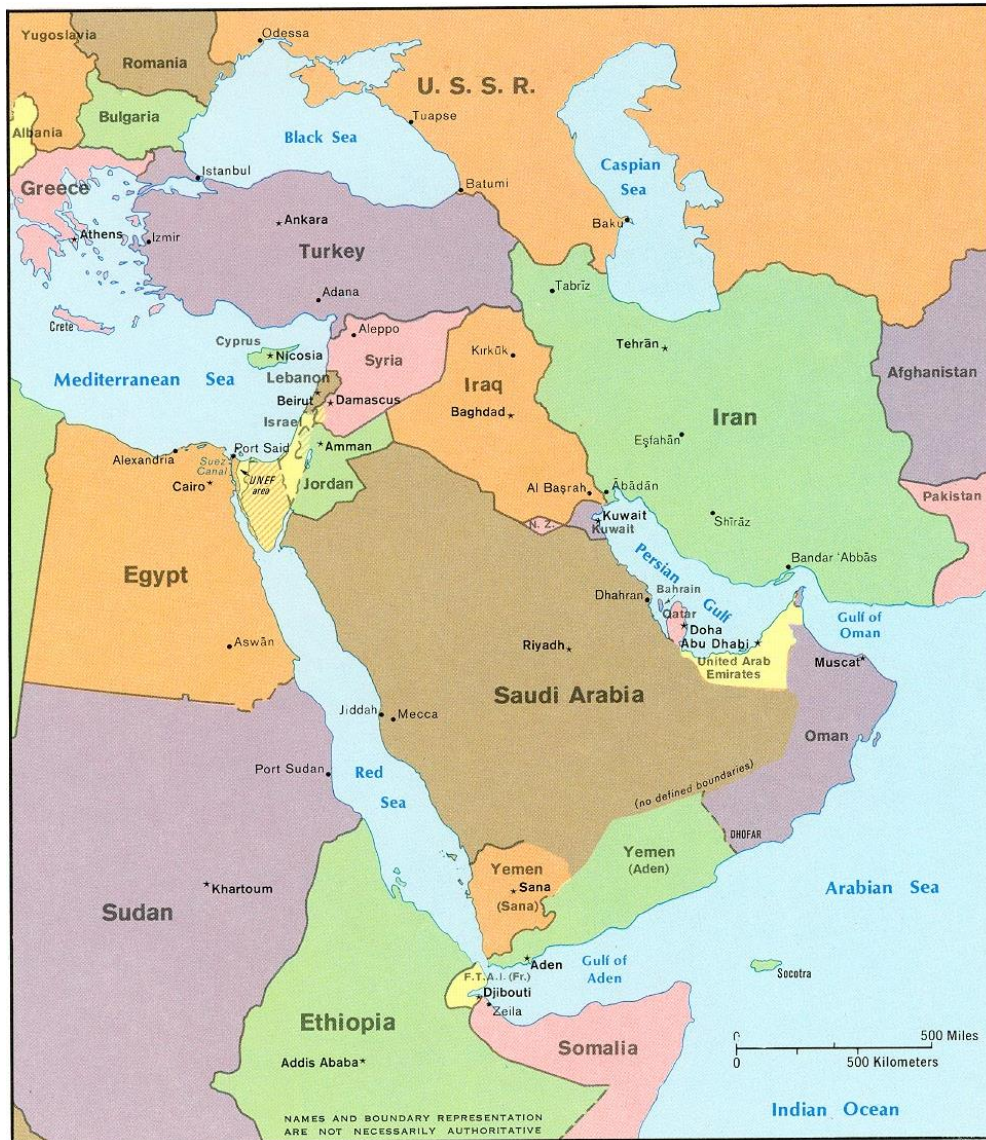 Yugoslavia
Romania
Odessa
U. S. S. R.
Albania
Bulgaria
Black Sea
Tuapse
Caspian
Sea
Istanbul
Greece
Batumi
Ankara
Athens
Izmir
Turkey
Baku
Tabrīz
Adana
Crete
Aleppo
Cyprus
Nicosia
Syria
Kırkūk
Tehrān
Afghanistan
Mediterranean Sea
Lebanon
Beirut
Damascus
Iraq
Baghdad
Iran
Israel
Eşfahān
Port Said
Amman
Alexandria
Suez
Canal
UNEF
area
Cairo
Jordan
Al Başrah
Ābādān
Pakistan
N. Z.
Kuwait
Kuwait
Shīrāz
Persian
Gulf
Bandar 'Abbās
Egypt
Dhahran
Bahrain
Qatar
Doha
Abu Dhabi
Gulf of
Oman
Aswān
Riyadh
United Arab
Emirates
Muscat
Saudi Arabia
Jiddah
Mecca
Oman
Port Sudan
Red
Sea
(no defined boundaries)
DHOFAR
Yemen
(Aden)
Yemen
Sana
(Sana)
Khartoum
Sudan
Arabian Sea
Aden
Gulf of
Aden
F.T.A.I. (Fr.)
Djibouti
Zeila
Socotra
Ethiopia
Somalia
Addis Ababa
0 500 Miles
0 500 Kilometers
NAMES AND BOUNDARY REPRESENTATION
ARE NOT NECESSARILY AUTHORITATIVE
Indian Ocean